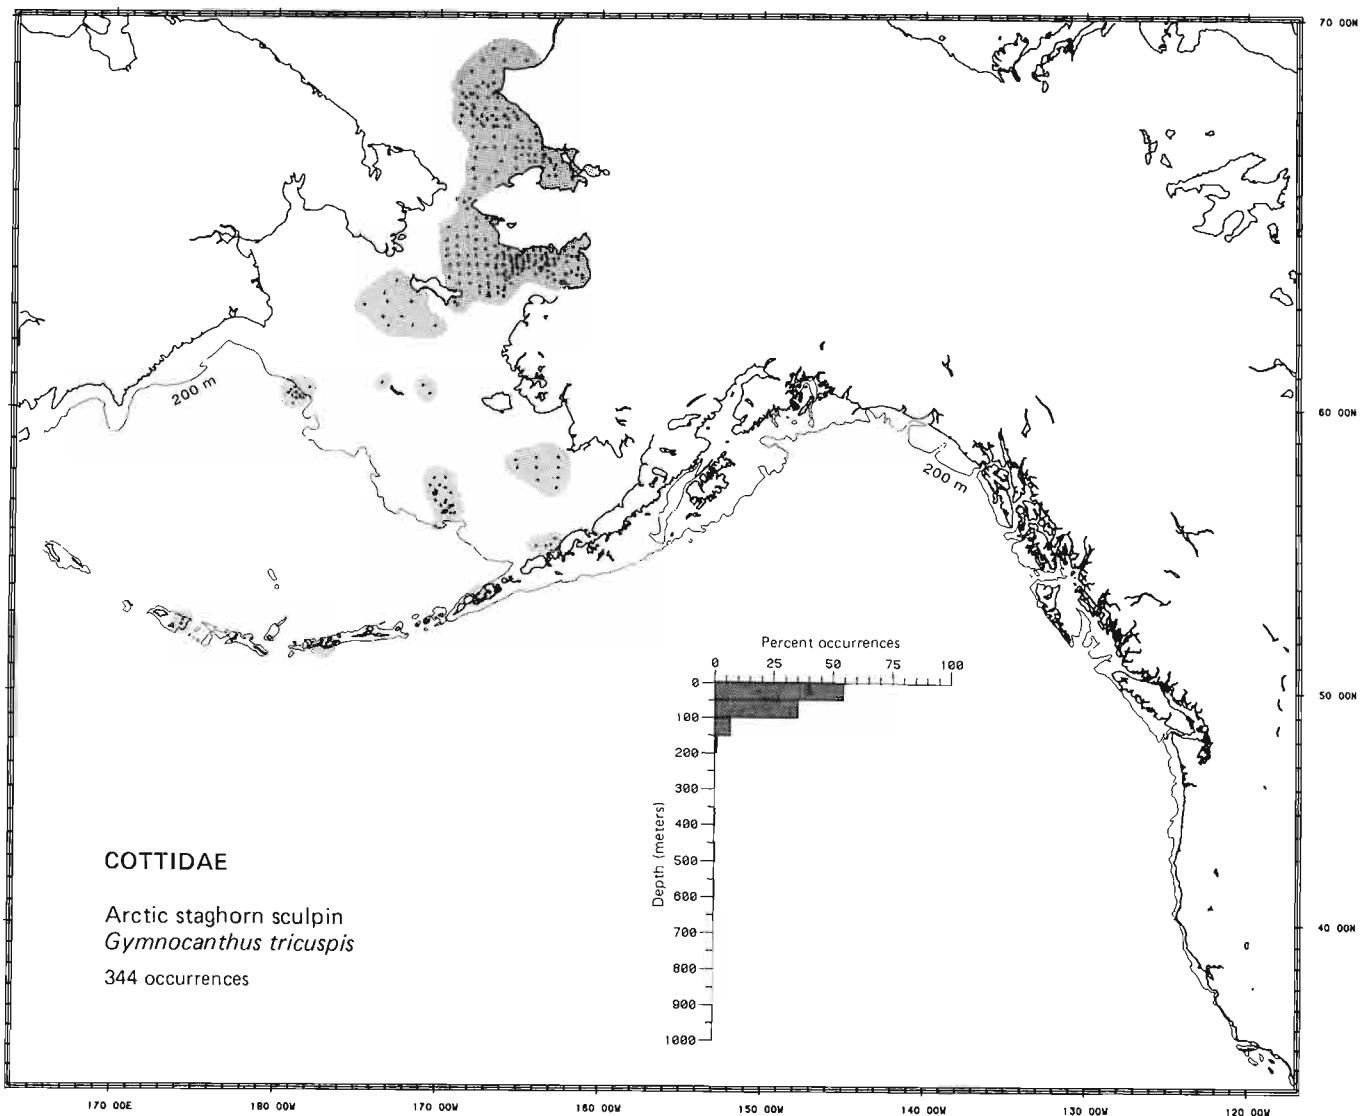 70 00N
200 m
60 00N
200 m
Percent occurrences
0 25 50 75 100
0
100
200
300
400
500
600
700
800
900
1000
Depth (meters)
50 00N
40 00N
COTTIDAE
Arctic staghorn sculpin
Gymnocanthus tricuspis
344 occurrences
170 00E 180 00W 170 00W 160 00W 150 00W 140 00W 130 00W 120 00W